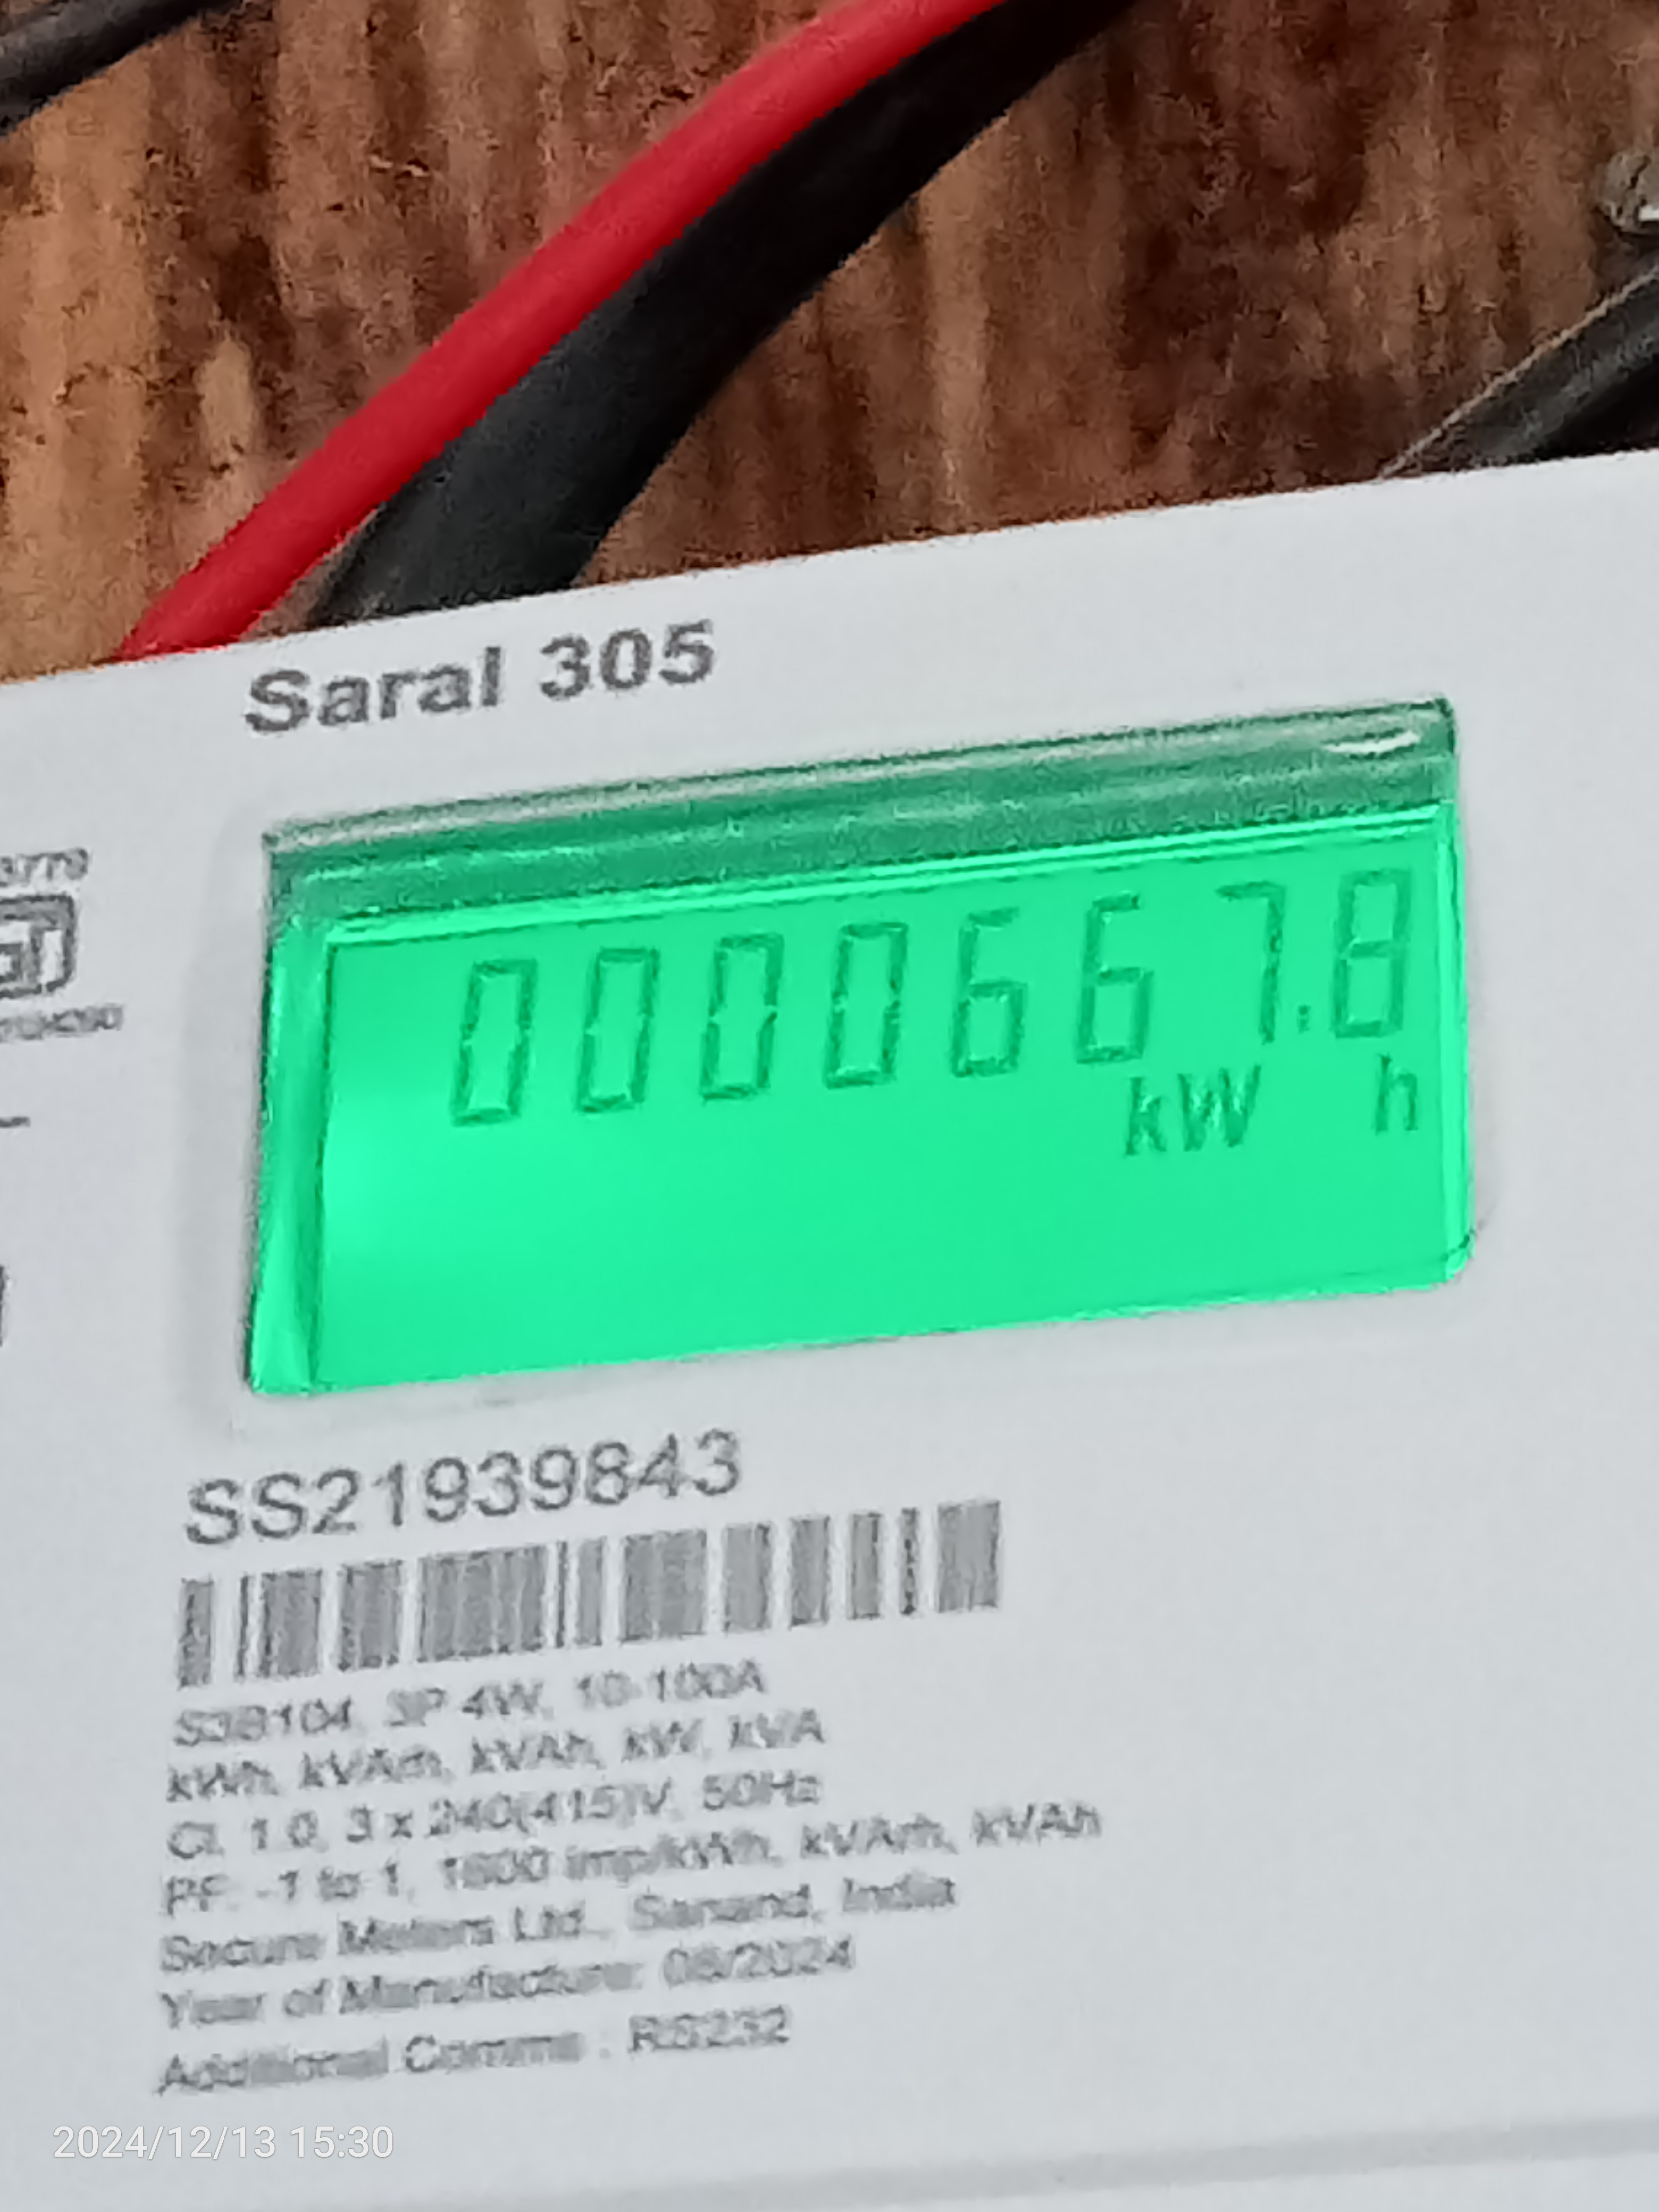 Saral 305
0000667.8
kW h
SS21939843
S3B104, 3P 4W, 10-100A
kWh, kVArh, kVAh, kW, kVA
Cl. 1.0, 3 x 240(415)V, 50Hz
PF: -1 to 1, 1600 imp/kWh, kVArh, kVAh
Secure Meters Ltd., Sanand, India
Year of Manufacture: 08/2024
Additional Comms : RS232
2024/12/13 15:30